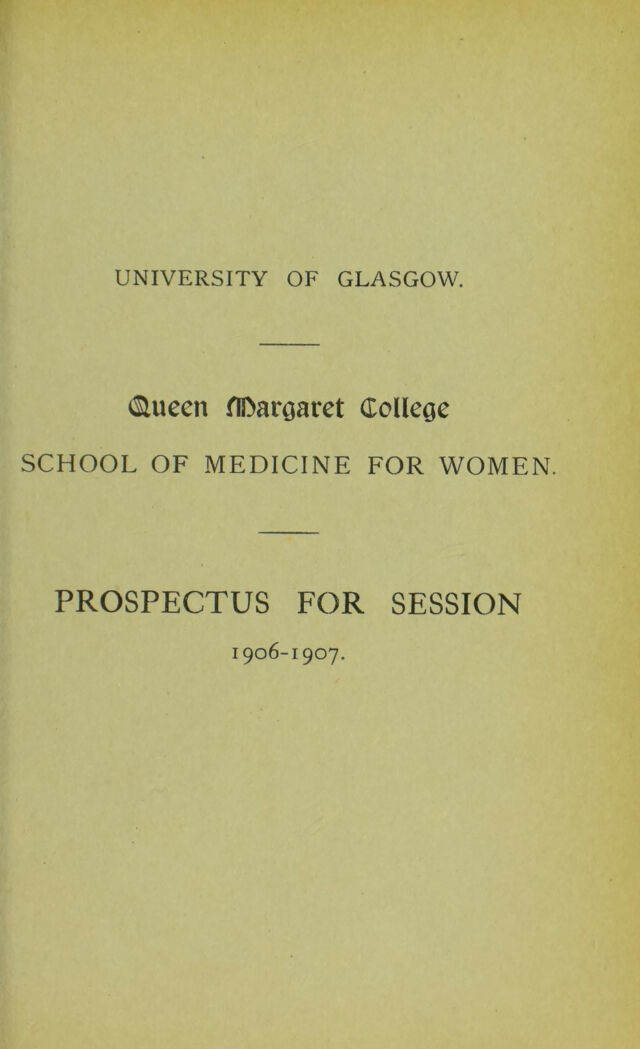 UNIVERSITY OF GLASGOW.
Queen Margaret College
SCHOOL OF MEDICINE FOR WOMEN.
PROSPECTUS FOR SESSION
1906-1907.